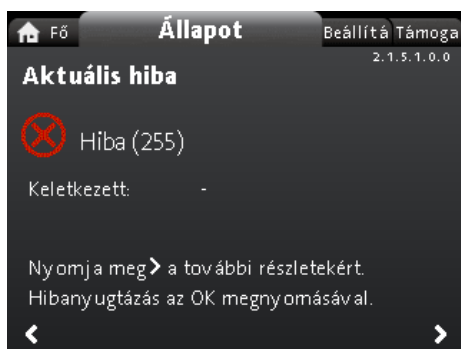 Fő Állapot Beállítá Támoga
2.1.5.1.0.0
Aktuális hiba
Hiba (255)
Keletkezett: -
Nyomja meg > a további részletekért.
Hibanyugtázás az OK megnyomásával.